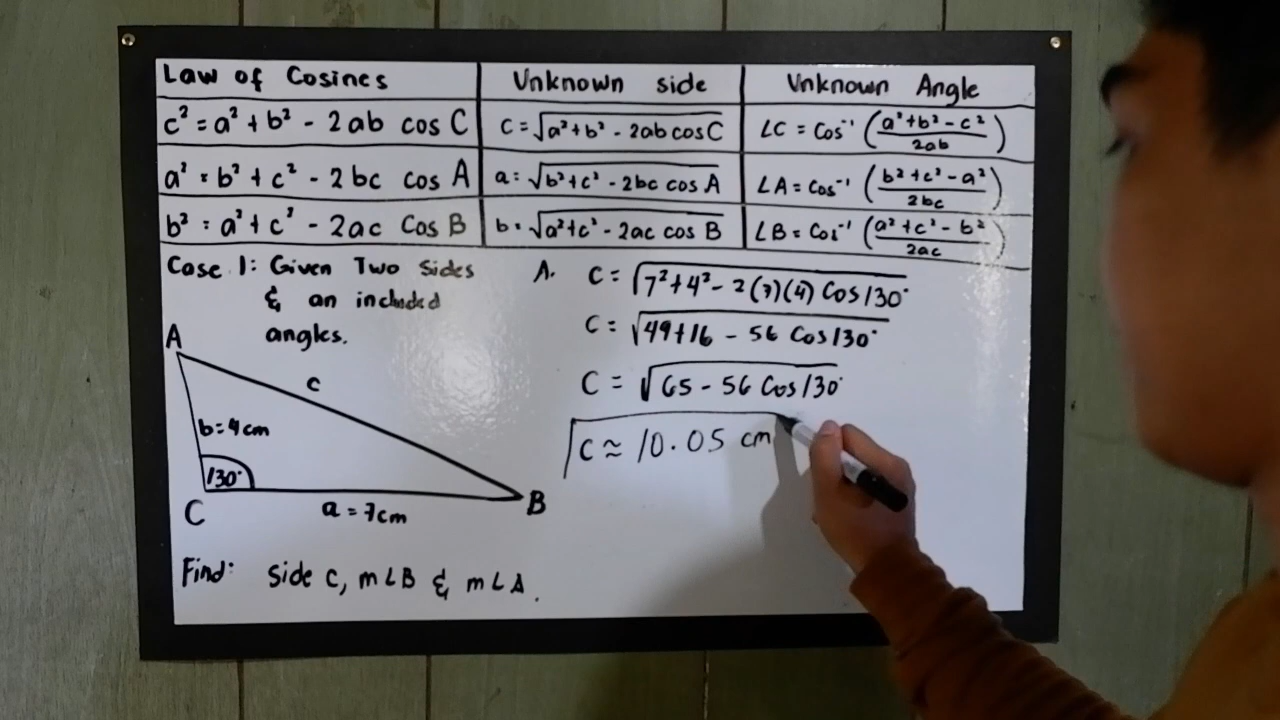 Law of Cosines Unknown side Unknown Angle
c² = a² + b² - 2ab cos C c = √a² + b² - 2ab cos C ∠C = Cos⁻¹ (a² + b² - c² / 2ab)
a² = b² + c² - 2bc cos A a = √b² + c² - 2bc cos A ∠A = Cos⁻¹ (b² + c² - a² / 2bc)
b² = a² + c² - 2ac Cos B b = √a² + c² - 2ac cos B ∠B = Cos⁻¹ (a² + c² - b² / 2ac)
Case 1: Given Two Sides
& an included
angles.
A
c
b = 4cm
130°
C
a = 7cm
B
Find: Side c, m∠B & m∠A.
A. C = √7² + 4² - 2(7)(4) Cos 130°
C = √49 + 16 - 56 Cos 130°
C = √65 - 56 Cos 130°
C ≈ 10.05 cm